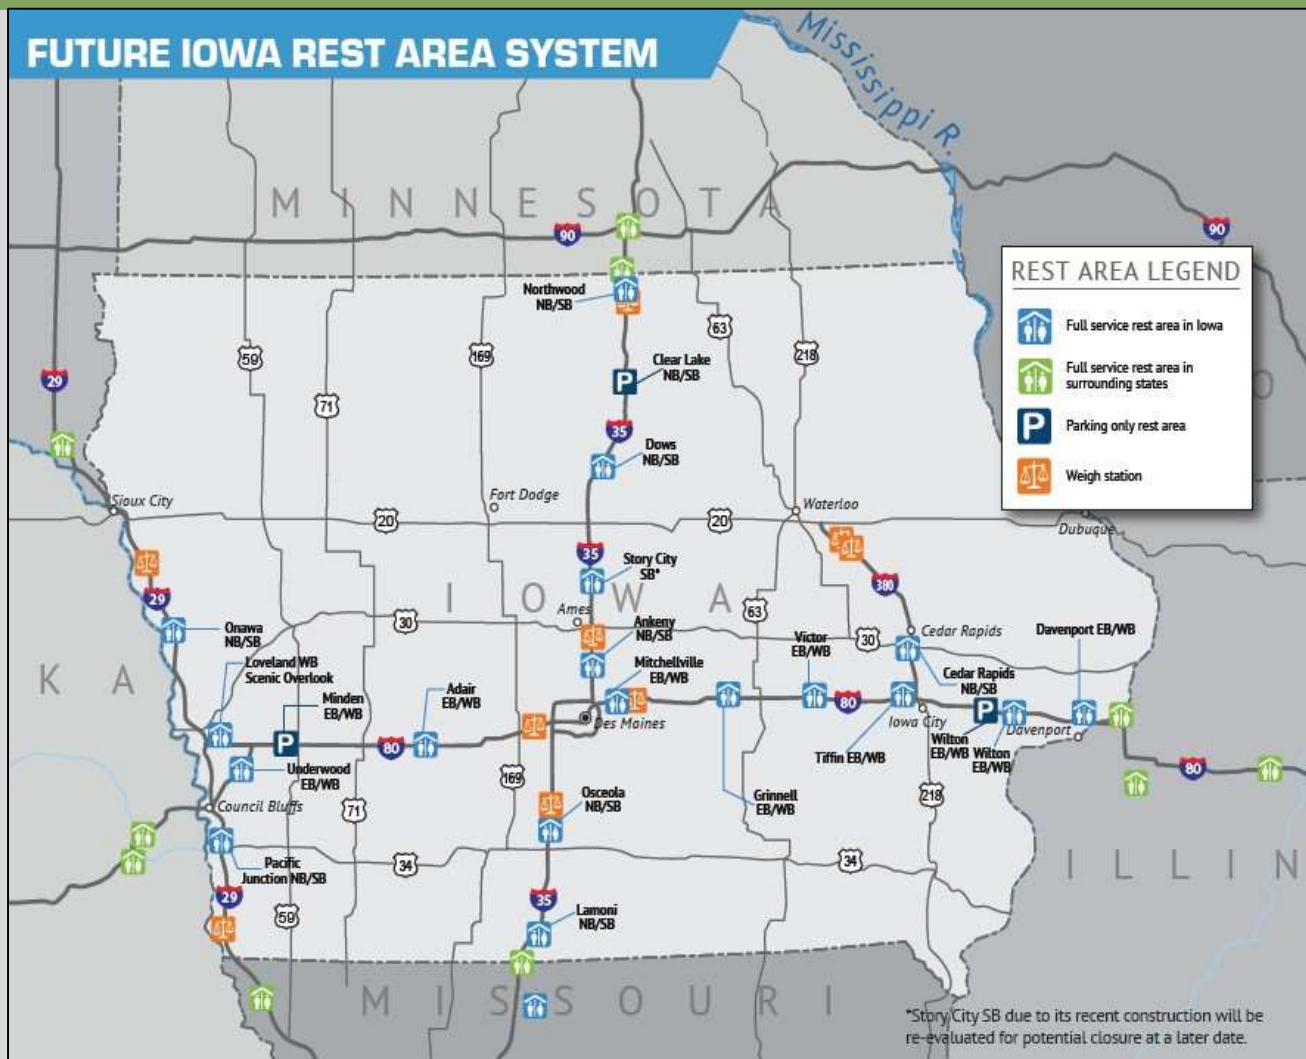 FUTURE IOWA REST AREA SYSTEM
Mississippi R.
MINNESOTA
90
90
REST AREA LEGEND
Full service rest area in Iowa
Full service rest area in
surrounding states
Parking only rest area
Weigh station
Northwood
NB/SB
63
59
169
218
Clear Lake
NB/SB
P
P
29
71
35
O
Dows
NB/SB
Sioux City
Fort Dodge
Waterloo
20
20
Dubuque
35
Story City
SB*
380
29
IOWA
Ames
63
30
Ankeny
NB/SB
30
Cedar Rapids
Onawa
NB/SB
Victor
EB/WB
Davenport EB/WB
Loveland WB
Scenic Overlook
Mitchellville
EB/WB
Cedar Rapids
NB/SB
KA
Minden
EB/WB
Adair
EB/WB
80
P
P
80
Des Maines
Iowa City
Davenport
Wilton
EB/WB
Wilton
EB/WB
Tiffin EB/WB
80
Underwood
EB/WB
169
Osceola
NB/SB
Grinnell
EB/WB
218
Council Bluffs
71
34
34
Pacific
Junction NB/SB
ILLIN
29
35
59
Lamoni
NB/SB
MISSOURI
*Story City SB due to its recent construction will be
re-evaluated for potential closure at a later date.